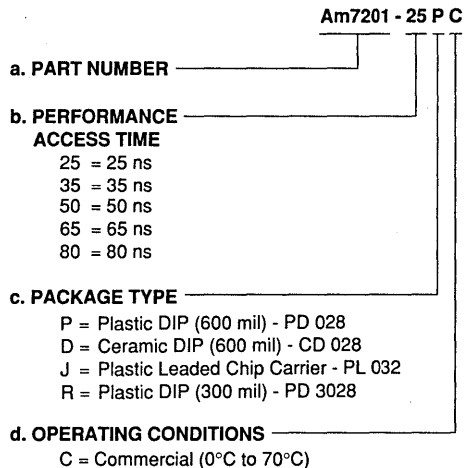 Am7201 - 25 P C
a. PART NUMBER
b. PERFORMANCE
ACCESS TIME
25 = 25 ns
35 = 35 ns
50 = 50 ns
65 = 65 ns
80 = 80 ns
c. PACKAGE TYPE
P = Plastic DIP (600 mil) - PD 028
D = Ceramic DIP (600 mil) - CD 028
J = Plastic Leaded Chip Carrier - PL 032
R = Plastic DIP (300 mil) - PD 3028
d. OPERATING CONDITIONS
C = Commercial (0°C to 70°C)